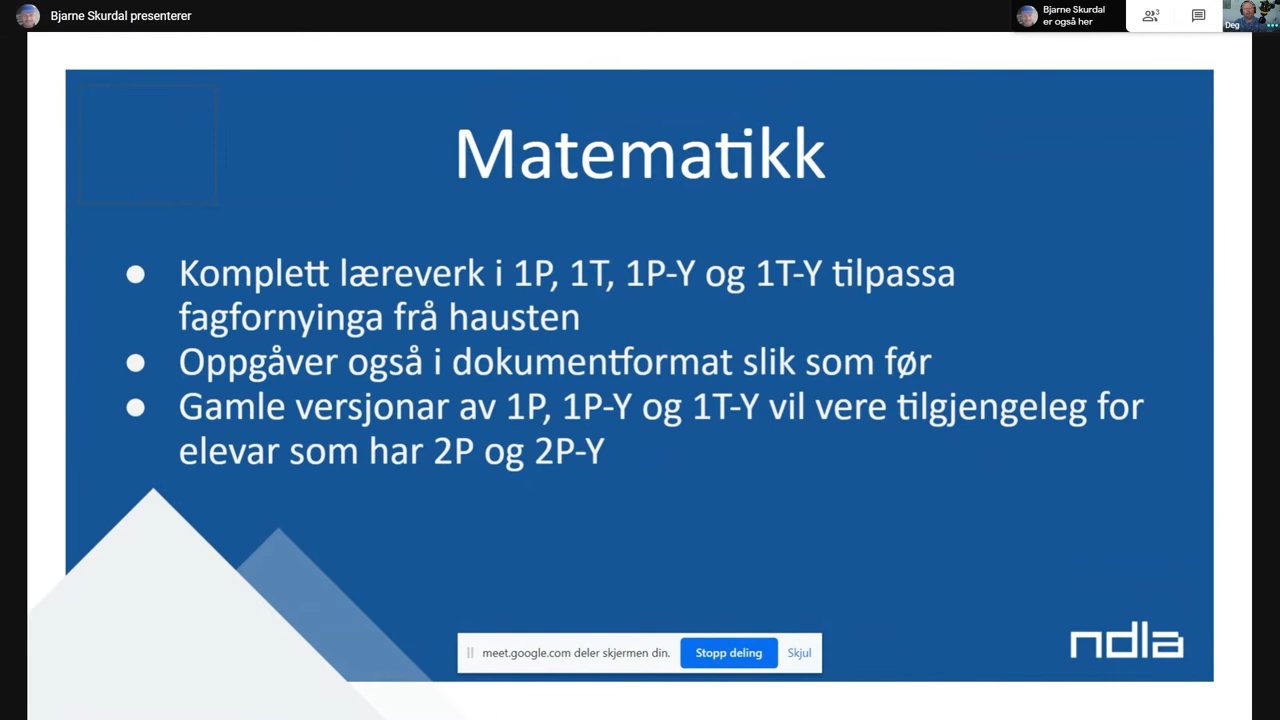 Bjarne Skurdal presenterer
Bjarne Skurdal
er også her
3
Deg
Matematikk
● Komplett læreverk i 1P, 1T, 1P-Y og 1T-Y tilpassa
fagfornyinga frå hausten
● Oppgåver også i dokumentformat slik som før
● Gamle versjonar av 1P, 1P-Y og 1T-Y vil vere tilgjengeleg for
elevar som har 2P og 2P-Y
ndla
meet.google.com deler skjermen din. Stopp deling Skjul